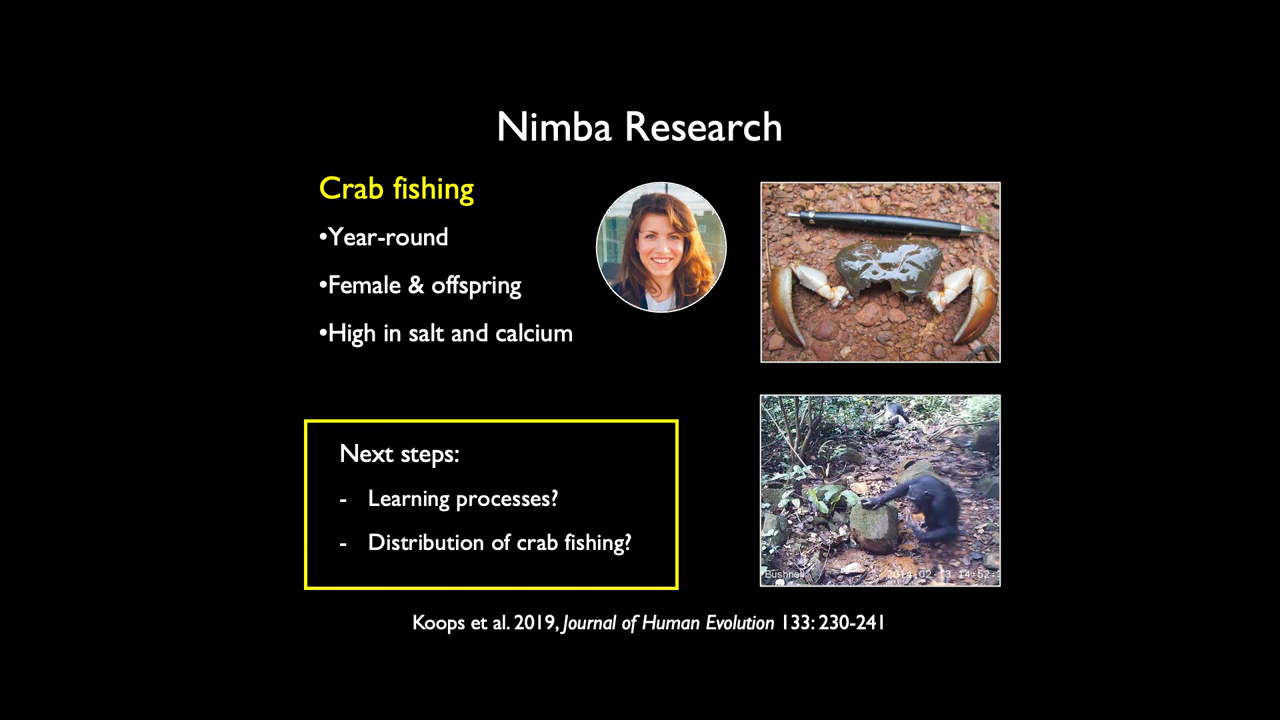 Nimba Research
Crab fishing
•Year-round
•Female & offspring
•High in salt and calcium
Next steps:
- Learning processes?
- Distribution of crab fishing?
Bushnell
Koops et al. 2019, Journal of Human Evolution 133: 230-241